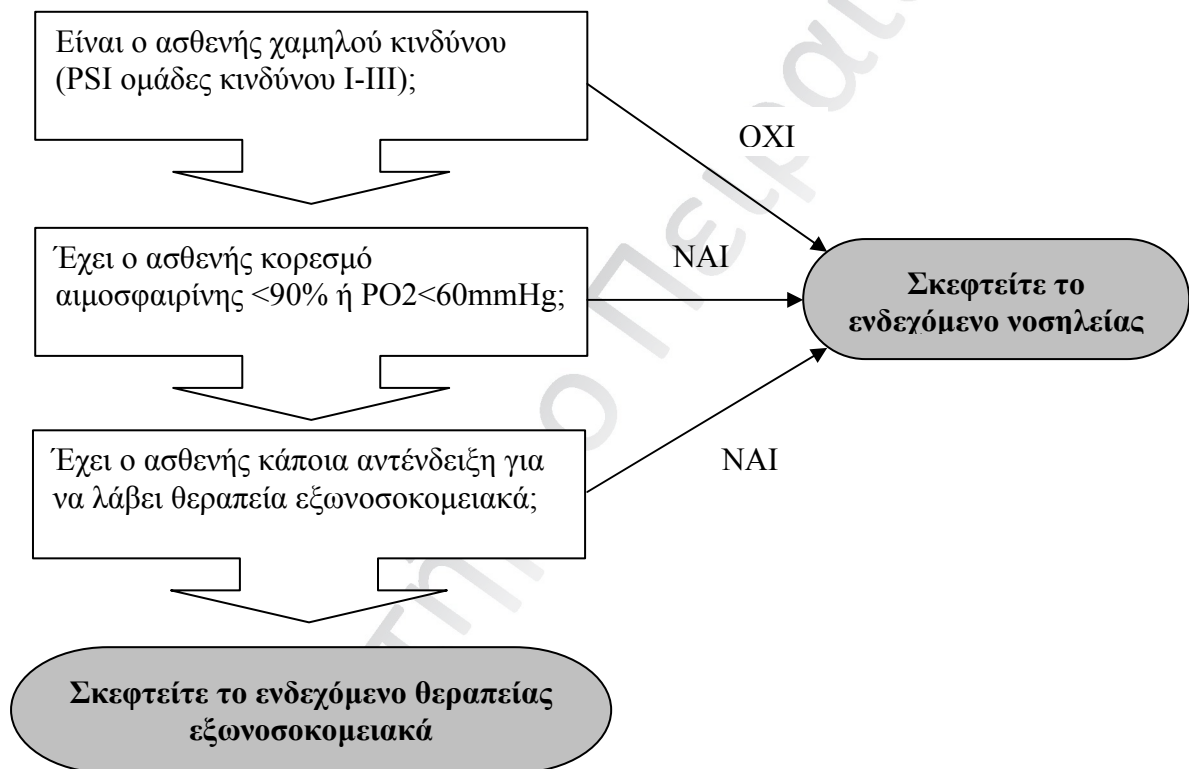 Είναι ο ασθενής χαμηλού κινδύνου
(PSI ομάδες κινδύνου I-III);
ΟΧΙ
Έχει ο ασθενής κορεσμό
αιμοσφαιρίνης <90% ή PO2<60mmHg;
ΝΑΙ
Σκεφτείτε το
ενδεχόμενο νοσηλείας
Έχει ο ασθενής κάποια αντένδειξη για
να λάβει θεραπεία εξωνοσοκομειακά;
ΝΑΙ
Σκεφτείτε το ενδεχόμενο θεραπείας
εξωνοσοκομειακά